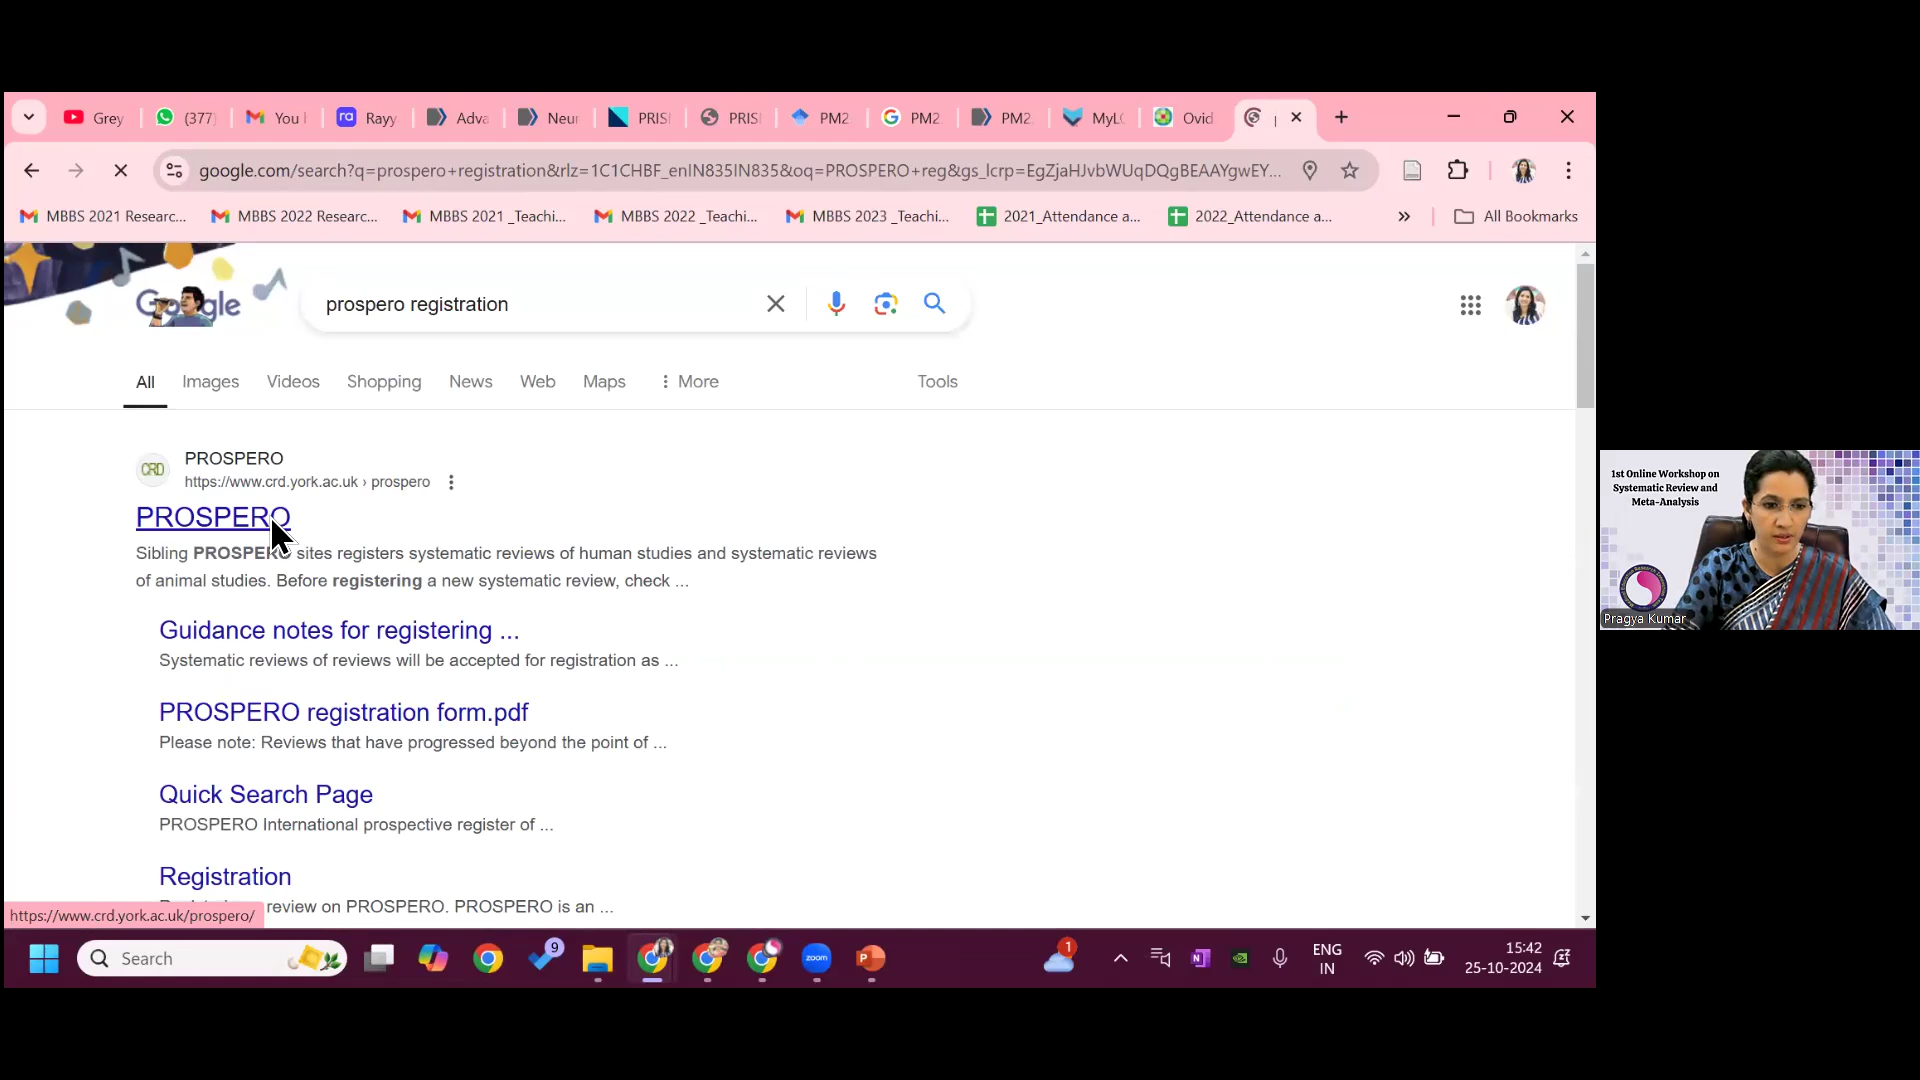 Grey
(377)
You
Rayy
Adva
Neur
PRIS
PRIS
PM2
PM2
PM2
MyL
Ovid
google.com/search?q=prospero+registration&rlz=1C1CHBF_enIN835IN835&oq=PROSPERO+reg&gs_lcrp=EgZjaHJvbWUqDQgBEAAYgwEY...
MBBS 2021 Researc...
MBBS 2022 Researc...
MBBS 2021 _Teachi...
MBBS 2022 _Teachi...
MBBS 2023 _Teachi...
2021_Attendance a...
2022_Attendance a...
»
All Bookmarks
Google
prospero registration
All
Images
Videos
Shopping
News
Web
Maps
More
Tools
CRD
PROSPERO
https://www.crd.york.ac.uk › prospero
PROSPERO
Sibling PROSPERO sites registers systematic reviews of human studies and systematic reviews
of animal studies. Before registering a new systematic review, check ...
Guidance notes for registering ...
Systematic reviews of reviews will be accepted for registration as ...
PROSPERO registration form.pdf
Please note: Reviews that have progressed beyond the point of ...
Quick Search Page
PROSPERO International prospective register of ...
Registration
review on PROSPERO. PROSPERO is an ...
https://www.crd.york.ac.uk/prospero/
1st Online Workshop on
Systematic Review and
Meta-Analysis
Pragya Kumar
Search
9
zoom
1
ENG
IN
15:42
25-10-2024